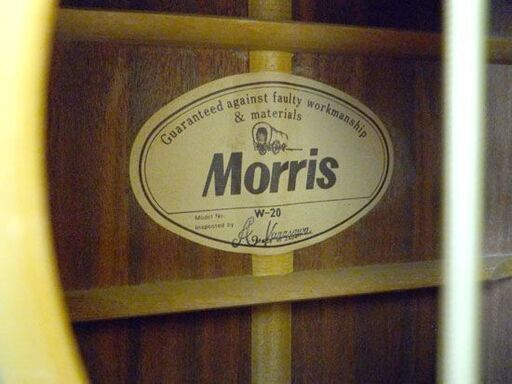 Guaranteed against faulty workmanship
& materials
Morris
Model No. W-20
Inspected by